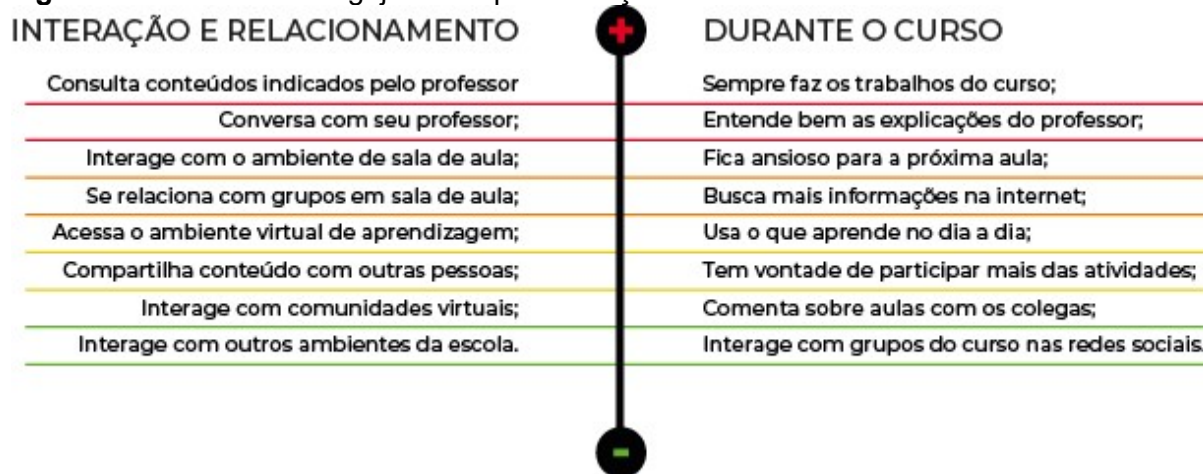 INTERAÇÃO E RELACIONAMENTO
+
DURANTE O CURSO
Consulta conteúdos indicados pelo professor
Sempre faz os trabalhos do curso;
Conversa com seu professor;
Entende bem as explicações do professor;
Interage com o ambiente de sala de aula;
Fica ansioso para a próxima aula;
Se relaciona com grupos em sala de aula;
Busca mais informações na internet;
Acessa o ambiente virtual de aprendizagem;
Usa o que aprende no dia a dia;
Compartilha conteúdo com outras pessoas;
Tem vontade de participar mais das atividades;
Interage com comunidades virtuais;
Comenta sobre aulas com os colegas;
Interage com outros ambientes da escola.
Interage com grupos do curso nas redes sociais.
-